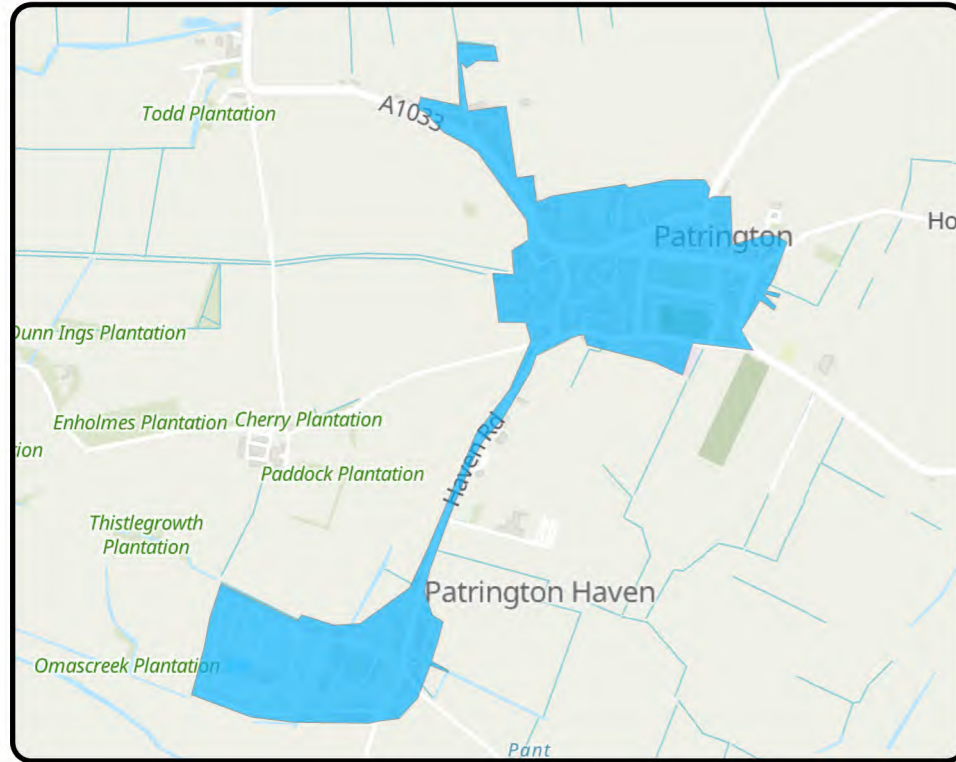 A1033
Todd Plantation
Patrington
Ho
Dunn Ings Plantation
Enholmes Plantation
Cherry Plantation
ion
Paddock Plantation
Haven Rd
Thistlegrowth
Plantation
Patrington Haven
Omascreek Plantation
Pant